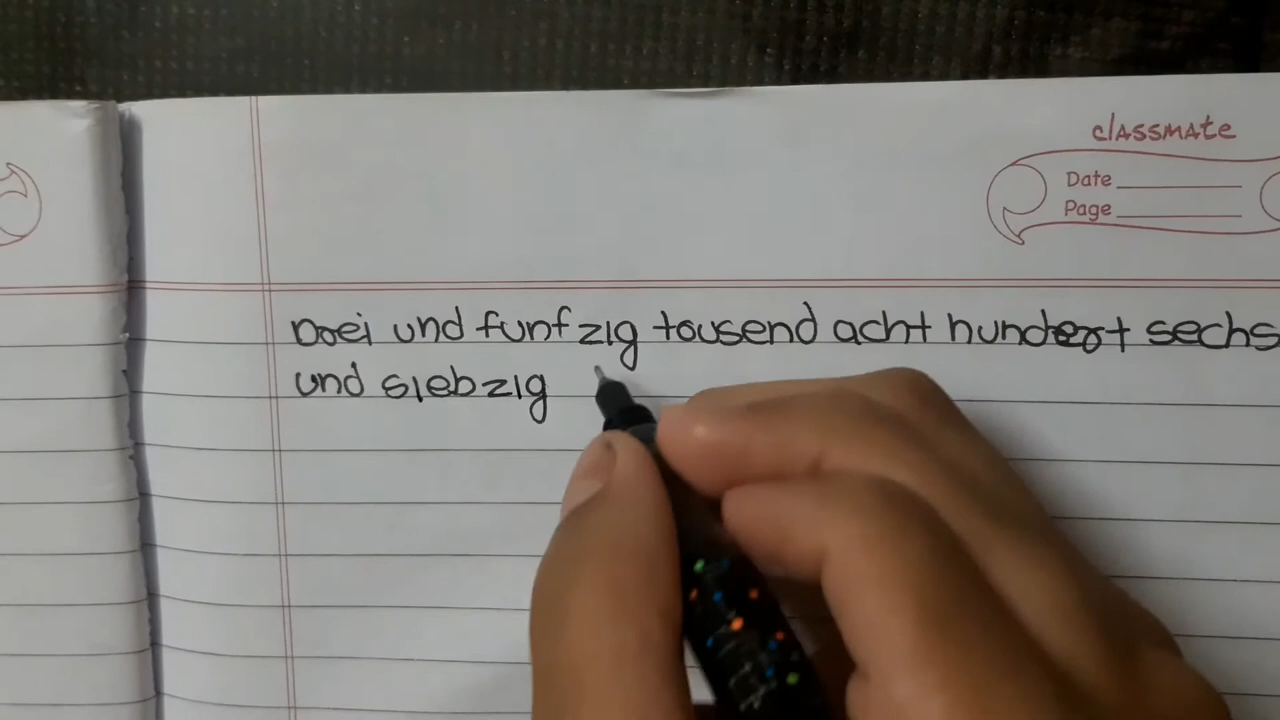 classmate
Date
Page
Drei und funfzig tousend acht hundert sechs
und siebzig